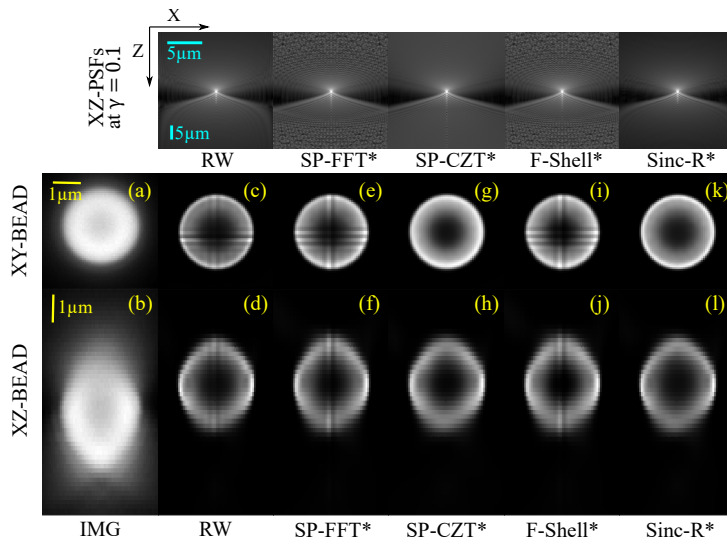 X
Z
XZ-PSFs
at γ = 0.1
5μm
5μm
RW SP-FFT* SP-CZT* F-Shell* Sinc-R*
XY-BEAD
1μm
(a) (c) (e) (g) (i) (k)
XZ-BEAD
1μm
(b) (d) (f) (h) (j) (l)
IMG RW SP-FFT* SP-CZT* F-Shell* Sinc-R*